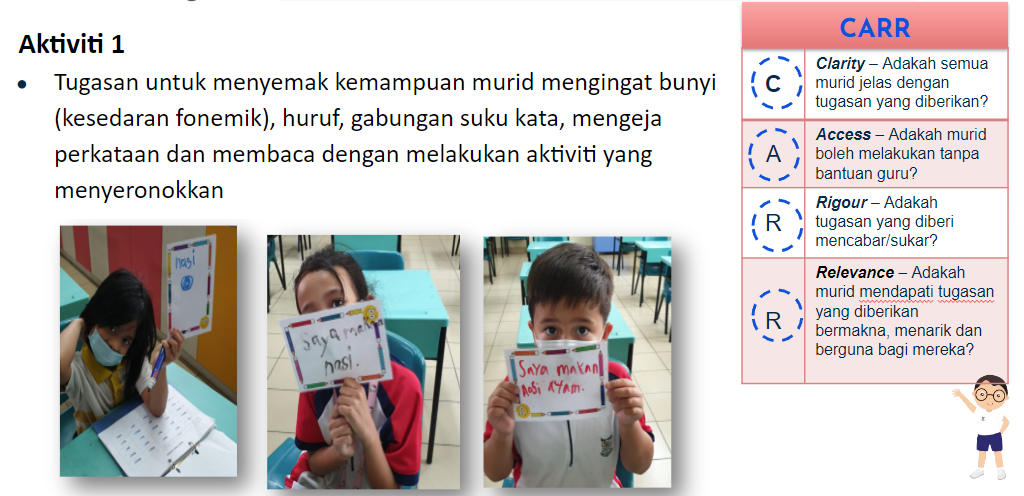 Aktiviti 1
• Tugasan untuk menyemak kemampuan murid mengingat bunyi
(kesedaran fonemik), huruf, gabungan suku kata, mengeja
perkataan dan membaca dengan melakukan aktiviti yang
menyeronokkan
nasi
Saya makan
nasi.
Saya makan
nasi ayam.
CARR
C
Clarity – Adakah semua
murid jelas dengan
tugasan yang diberikan?
A
Access – Adakah murid
boleh melakukan tanpa
bantuan guru?
R
Rigour – Adakah
tugasan yang diberi
mencabar/sukar?
R
Relevance – Adakah
murid mendapati tugasan
yang diberikan
bermakna, menarik dan
berguna bagi mereka?